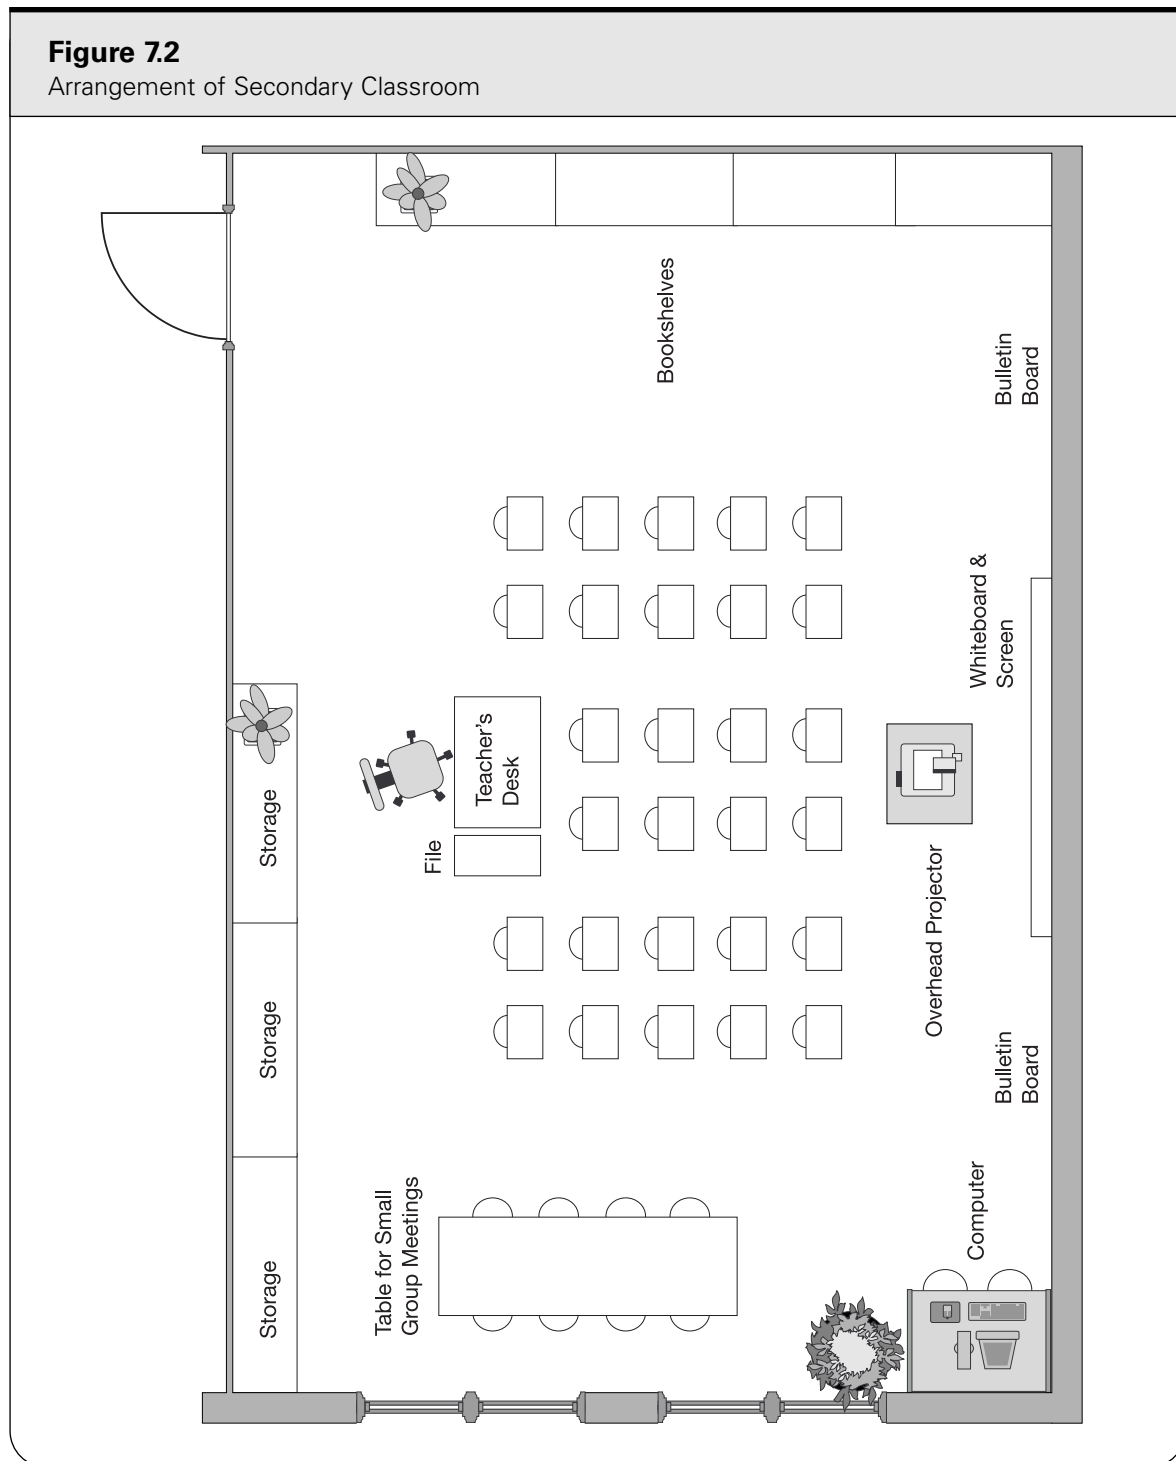 Figure 7.2
Arrangement of Secondary Classroom
Bookshelves
Bulletin
Board
Whiteboard &
Screen
Teacher's
Desk
File
Storage
Overhead Projector
Storage
Bulletin
Board
Table for Small
Group Meetings
Computer
Storage